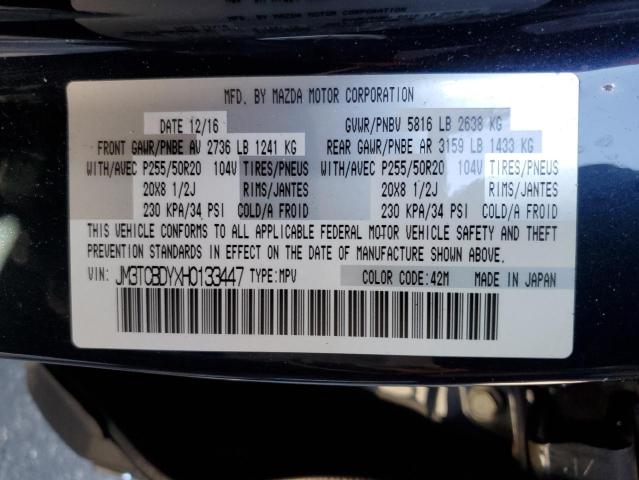 MFD. BY MAZDA MOTOR CORPORATION
DATE 12/16 GVWR/PNBV 5816 LB 2638 KG
FRONT GAWR/PNBE AV 2736 LB 1241 KG REAR GAWR/PNBE AR 3159 LB 1433 KG
WITH/AVEC P255/50R20 104V TIRES/PNEUS WITH/AVEC P255/50R20 104V TIRES/PNEUS
20X8 1/2J RIMS/JANTES 20X8 1/2J RIMS/JANTES
230 KPA/34 PSI COLD/A FROID 230 KPA/34 PSI COLD/A FROID
THIS VEHICLE CONFORMS TO ALL APPLICABLE FEDERAL MOTOR VEHICLE SAFETY AND THEFT
PREVENTION STANDARDS IN EFFECT ON THE DATE OF MANUFACTURE SHOWN ABOVE.
VIN: JM3TCBDYXH0133447 TYPE: MPV COLOR CODE: 42M MADE IN JAPAN